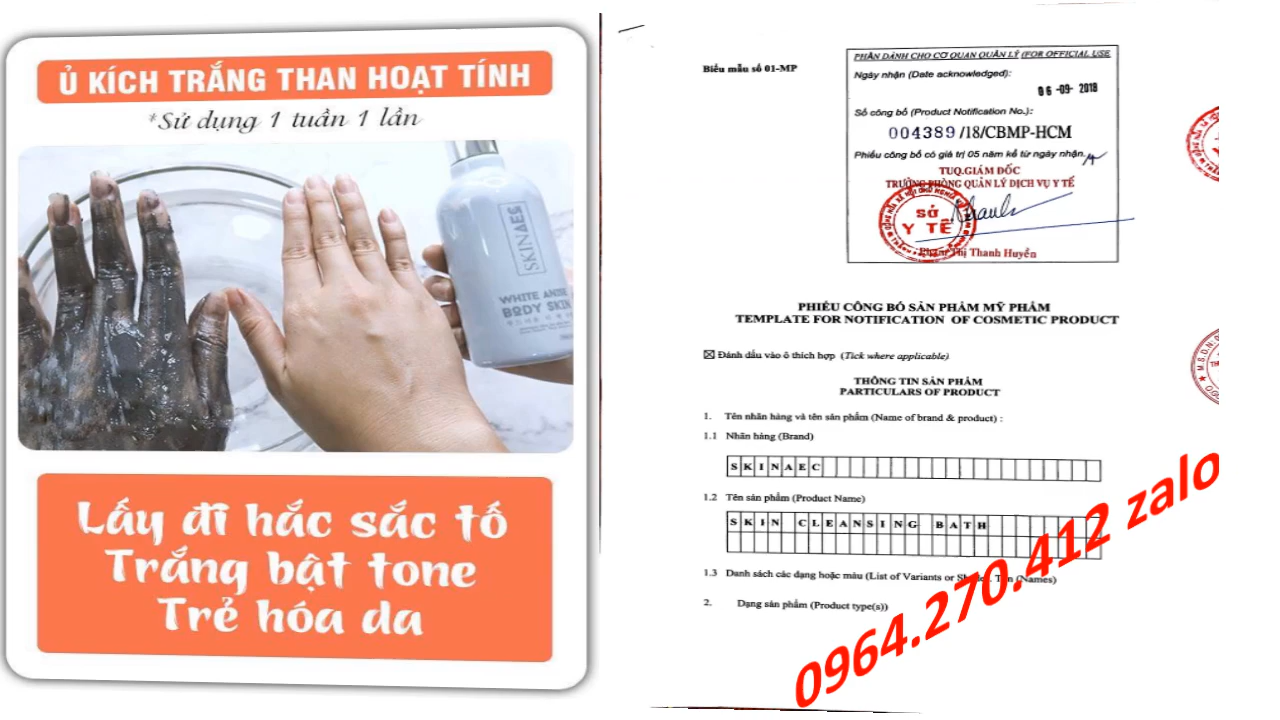 Ủ KÍCH TRẮNG THAN HOẠT TÍNH
*Sử dụng 1 tuần 1 lần
SKINAEC
WHITE
BODY SKIN
Lấy đi hắc sắc tố
Trắng bật tone
Trẻ hóa da
Biểu mẫu số 01-MP
PHẦN DÀNH CHO CƠ QUAN QUẢN LÝ (FOR OFFICIAL USE
Ngày nhận (Date acknowledged):
06 -09- 2018
Số công bố (Product Notification No.):
004389 /18/CBMP-HCM
Phiếu công bố có giá trị 05 năm kể từ ngày nhận.
TUQ.GIÁM ĐỐC
TRƯỞNG PHÒNG QUẢN LÝ DỊCH VỤ Y TẾ
SỞ
Y TẾ
Phạm Thị Thanh Huyền
PHIẾU CÔNG BỐ SẢN PHẨM MỸ PHẨM
TEMPLATE FOR NOTIFICATION OF COSMETIC PRODUCT
☒ Đánh dấu vào ô thích hợp (Tick where applicable)
THÔNG TIN SẢN PHẨM
PARTICULARS OF PRODUCT
1. Tên nhãn hàng và tên sản phẩm (Name of brand & product) :
1.1 Nhãn hàng (Brand)
SKINAEC
1.2 Tên sản phẩm (Product Name)
SKIN CLEANSING BATH
1.3 Danh sách các dạng hoặc màu (List of Variants or Tên (Names)
2. Dạng sản phẩm (Product type(s))
0964.270.412 zalo